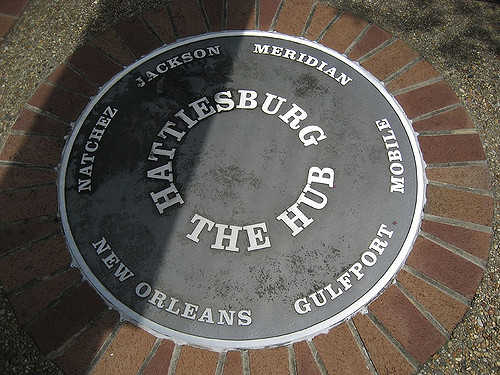 HATTIESBURG
THE HUB
JACKSON
MERIDIAN
MOBILE
GULFPORT
NEW ORLEANS
NATCHEZ